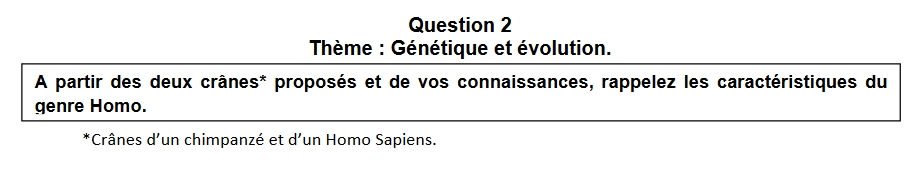 Question 2
Thème : Génétique et évolution.
A partir des deux crânes* proposés et de vos connaissances, rappelez les caractéristiques du
genre Homo.
*Crânes d’un chimpanzé et d’un Homo Sapiens.